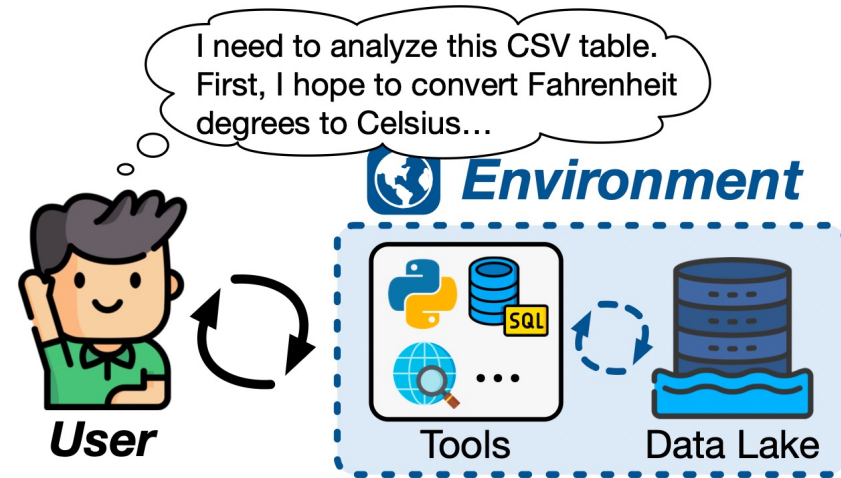 I need to analyze this CSV table.
First, I hope to convert Fahrenheit
degrees to Celsius…
Environment
SQL
User
Tools
Data Lake